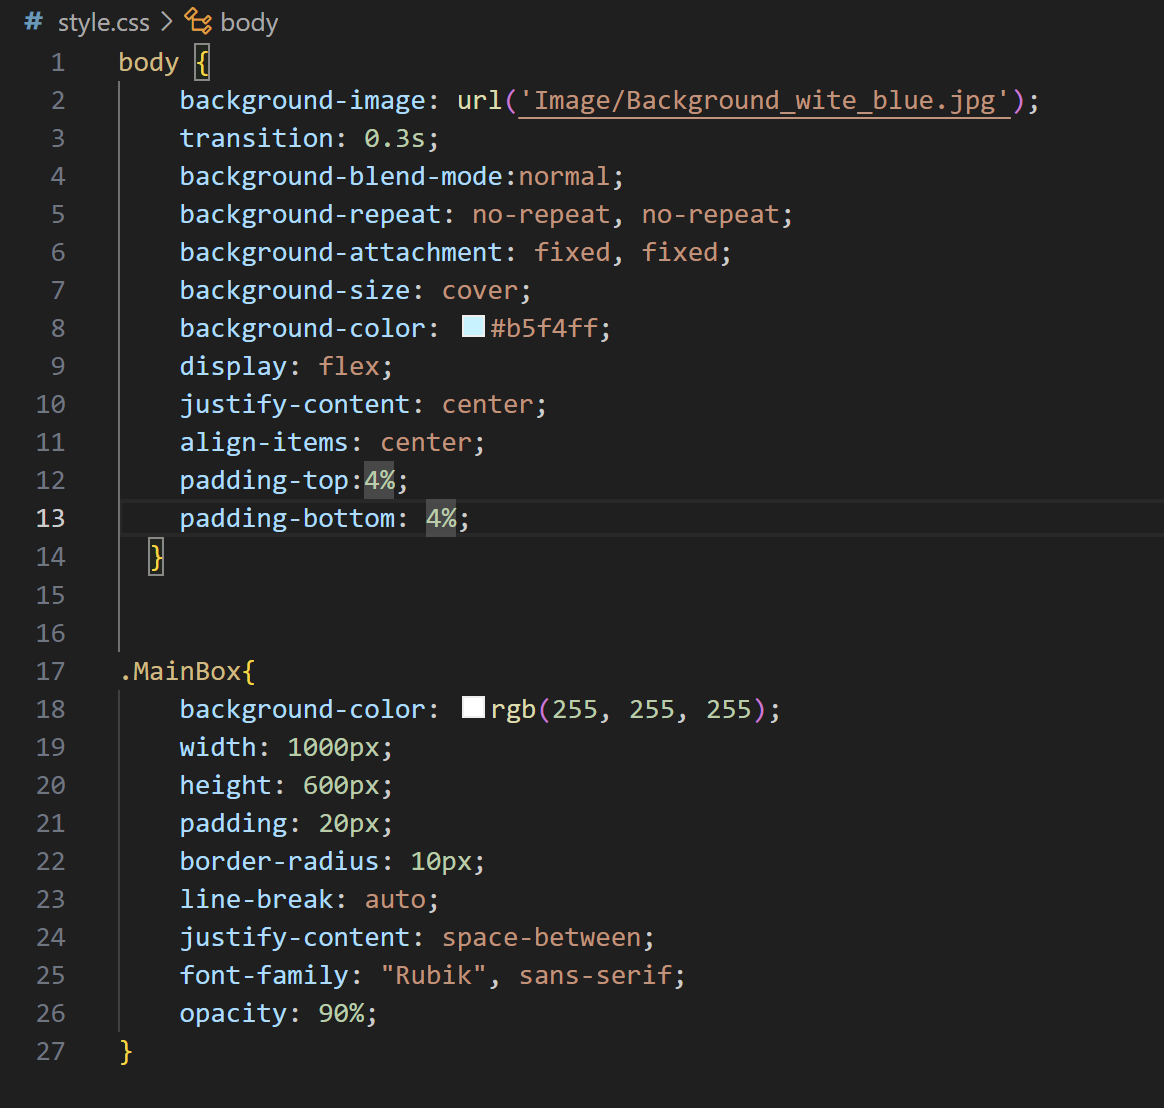 # style.css > body
1 body {
2 background-image: url('Image/Background_wite_blue.jpg');
3 transition: 0.3s;
4 background-blend-mode:normal;
5 background-repeat: no-repeat, no-repeat;
6 background-attachment: fixed, fixed;
7 background-size: cover;
8 background-color: #b5f4ff;
9 display: flex;
10 justify-content: center;
11 align-items: center;
12 padding-top:4%;
13 padding-bottom: 4%;
14 }
15
16
17 .MainBox{
18 background-color: rgb(255, 255, 255);
19 width: 1000px;
20 height: 600px;
21 padding: 20px;
22 border-radius: 10px;
23 line-break: auto;
24 justify-content: space-between;
25 font-family: "Rubik", sans-serif;
26 opacity: 90%;
27 }